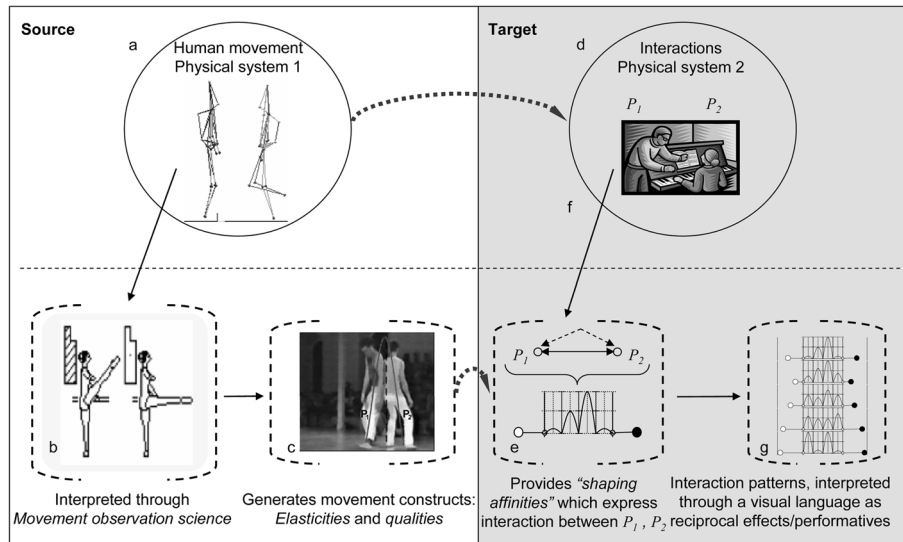 Source
a
Human movement
Physical system 1
Target
d
Interactions
Physical system 2
P1 P2
f
b
Interpreted through
Movement observation science
P1 P2
c
Generates movement constructs:
Elasticities and qualities
P1 P2
e
Provides "shaping
affinities" which express
interaction between P1 , P2
g
Interaction patterns, interpreted
through a visual language as
reciprocal effects/performatives